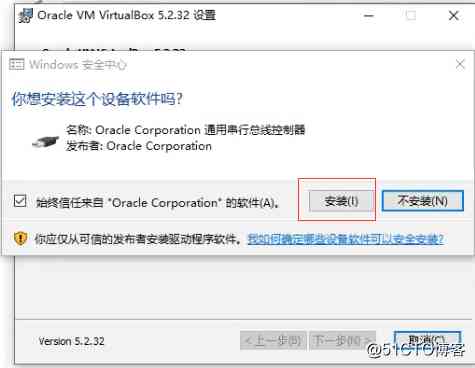 Oracle VM VirtualBox 5.2.32 设置
Windows 安全中心
你想安装这个设备软件吗?
名称: Oracle Corporation 通用串行总线控制器
发布者: Oracle Corporation
始终信任来自 "Oracle Corporation" 的软件(A)。
安装(I)
不安装(N)
你应仅从可信的发布者安装驱动程序软件。我如何确定哪些设备软件可以安全安装?
Version 5.2.32
< 上一步(B)
下一步(N) >
取消(C)
@51CTO博客